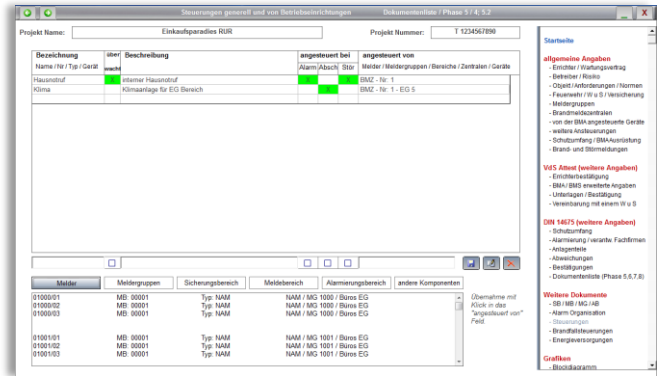 Steuerungen generell und von Betriebseinrichtungen Dokumentenliste / Phase 5 / 4; 5.2
Projekt Name: Einkaufsparadies RUR Projekt Nummer: T 1234567890
Bezeichnung über Beschreibung angesteuert bei angesteuert von
Name / Nr / Typ / Gerät wacht Alarm Absch Stör Melder / Meldergruppen / Bereiche / Zentralen / Geräte
Hausnotruf X interner Hausnotruf X X BMZ - Nr: 1
Klima Klimaanlage für EG Bereich X BMZ - Nr: 1 - EG 5
Melder Meldergruppen Sicherungsbereich Meldebereich Alarmierungsbereich andere Komponenten
01000/01 MB: 00001 Typ: NAM NAM / MG 1000 / Büros EG
01000/02 MB: 00001 Typ: NAM NAM / MG 1000 / Büros EG
01000/03 MB: 00001 Typ: NAM NAM / MG 1000 / Büros EG
01001/01 MB: 00001 Typ: NAM NAM / MG 1001 / Büros EG
01001/02 MB: 00001 Typ: NAM NAM / MG 1001 / Büros EG
01001/03 MB: 00001 Typ: NAM NAM / MG 1001 / Büros EG
Übernahme mit
Klick in das
"angesteuert von"
Feld.
Startseite
allgemeine Angaben
- Errichter / Wartungsvertrag
- Betreiber / Risiko
- Objekt / Anforderungen / Normen
- Feuerwehr / W u S / Versicherung
- Meldergruppen
- Brandmeldezentralen
- von der BMA angesteuerte Geräte
- weitere Ansteuerungen
- Schutzumfang / BMA Ausrüstung
- Brand- und Störmeldungen
VdS Attest (weitere Angaben)
- Errichterbestätigung
- BMA / BMS erweiterte Angaben
- Unterlagen / Bestätigung
- Vereinbarung mit einem W u S
DIN 14675 (weitere Angaben)
- Schutzumfang
- Alarmierung / verantw. Fachfirmen
- Anlagenteile
- Abweichungen
- Bestätigungen
- Dokumentenliste (Phase 5,6,7,8)
Weitere Dokumente
- SB / MB / MG / AB
- Alarm Organisation
- Steuerungen
- Brandfallsteuerungen
- Energieversorgungen
Grafiken
- Blockdiagramm